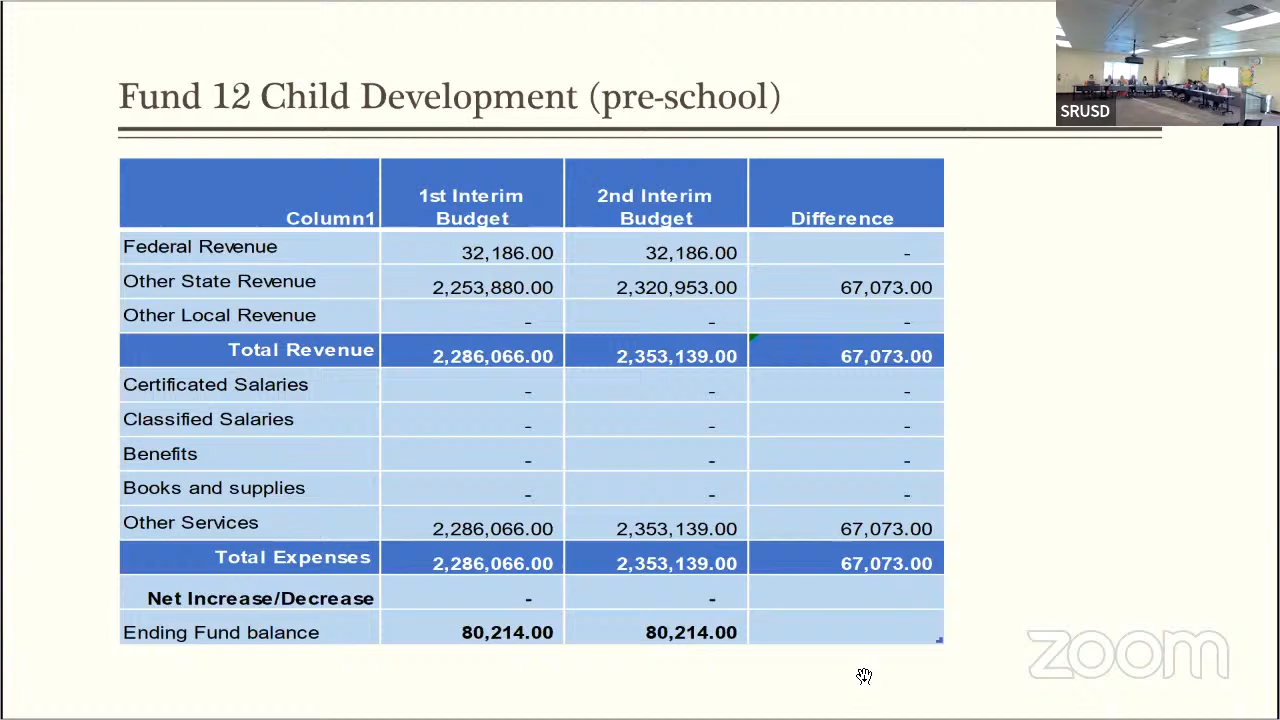 SRUSD
Fund 12 Child Development (pre-school)
Column1 1st Interim Budget 2nd Interim Budget Difference
Federal Revenue 32,186.00 32,186.00 -
Other State Revenue 2,253,880.00 2,320,953.00 67,073.00
Other Local Revenue - - -
Total Revenue 2,286,066.00 2,353,139.00 67,073.00
Certificated Salaries - - -
Classified Salaries - - -
Benefits - - -
Books and supplies - - -
Other Services 2,286,066.00 2,353,139.00 67,073.00
Total Expenses 2,286,066.00 2,353,139.00 67,073.00
Net Increase/Decrease - -
Ending Fund balance 80,214.00 80,214.00
zoom